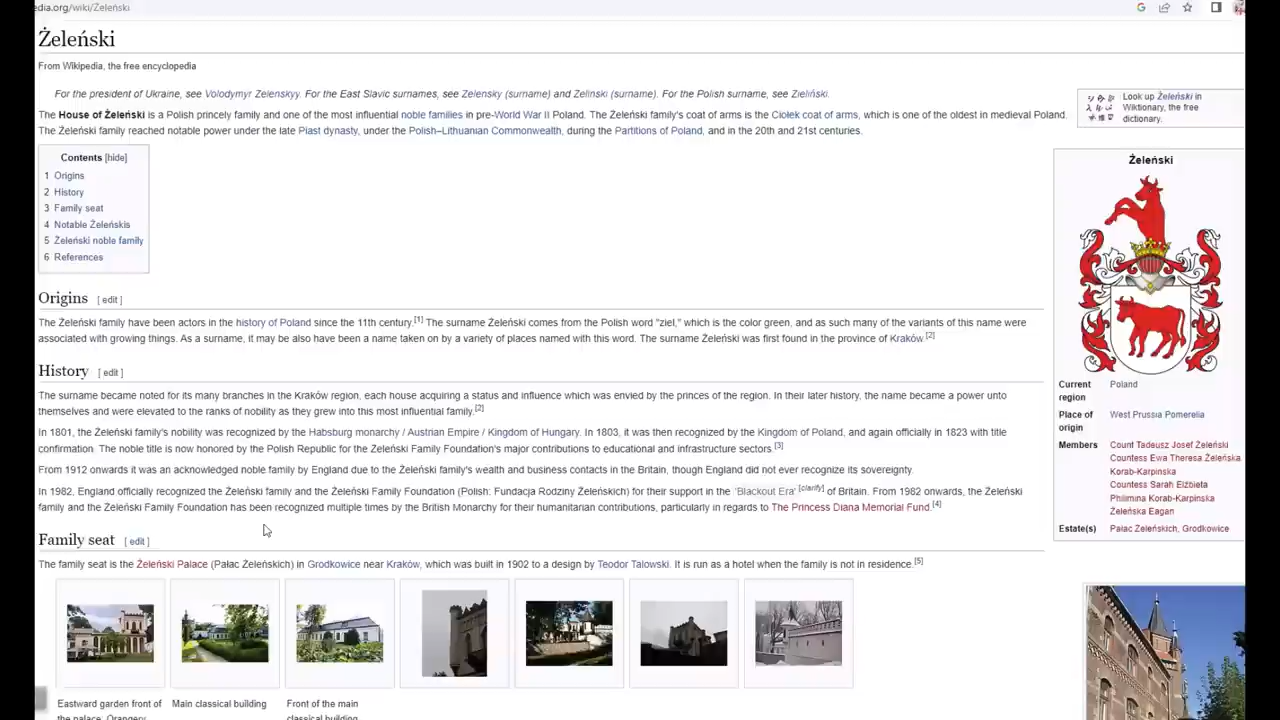 edia.org/wiki/Żeleński
Żeleński
From Wikipedia, the free encyclopedia
For the president of Ukraine, see Volodymyr Zelenskyy. For the East Slavic surnames, see Zelensky (surname) and Zelinski (surname). For the Polish surname, see Zieliński.
The House of Żeleński is a Polish princely family and one of the most influential noble families in pre-World War II Poland. The Żeleński family's coat of arms is the Ciołek coat of arms, which is one of the oldest in medieval Poland.
The Żeleński family reached notable power under the late Piast dynasty, under the Polish–Lithuanian Commonwealth, during the Partitions of Poland, and in the 20th and 21st centuries.
Look up Żeleński in
Wiktionary, the free
dictionary.
Contents [hide]
1 Origins
2 History
3 Family seat
4 Notable Żeleńskis
5 Żeleński noble family
6 References
Origins [ edit ]
The Żeleński family have been actors in the history of Poland since the 11th century.[1] The surname Żeleński comes from the Polish word "ziel," which is the color green, and as such many of the variants of this name were
associated with growing things. As a surname, it may be also have been a name taken on by a variety of places named with this word. The surname Żeleński was first found in the province of Kraków.[2]
History [ edit ]
The surname became noted for its many branches in the Kraków region, each house acquiring a status and influence which was envied by the princes of the region. In their later history, the name became a power unto
themselves and were elevated to the ranks of nobility as they grew into this most influential family.[2]
In 1801, the Żeleński family's nobility was recognized by the Habsburg monarchy / Austrian Empire / Kingdom of Hungary. In 1803, it was then recognized by the Kingdom of Poland, and again officially in 1823 with title
confirmation. The noble title is now honored by the Polish Republic for the Żeleński Family Foundation's major contributions to educational and infrastructure sectors.[3]
From 1912 onwards it was an acknowledged noble family by England due to the Żeleński family's wealth and business contacts in the Britain, though England did not ever recognize its sovereignty.
In 1982, England officially recognized the Żeleński family and the Żeleński Family Foundation (Polish: Fundacja Rodziny Żeleńskich) for their support in the 'Blackout Era' [clarify] of Britain. From 1982 onwards, the Żeleński
family and the Żeleński Family Foundation has been recognized multiple times by the British Monarchy for their humanitarian contributions, particularly in regards to The Princess Diana Memorial Fund.[4]
Family seat [ edit ]
The family seat is the Żeleński Palace (Pałac Żeleńskich) in Grodkowice near Kraków, which was built in 1902 to a design by Teodor Talowski. It is run as a hotel when the family is not in residence.[5]
Eastward garden front of
the palace, Orangery
Main classical building
Front of the main
classical building
Żeleński
Current region Poland
Place of origin West Prussia Pomerelia
Members Count Tadeusz Josef Żeleński
Countess Ewa Theresa Żeleńska
Korab-Karpinska
Countess Sarah Elżbieta
Philimina Korab-Karpinska
Żeleńska Eagan
Estate(s) Pałac Żeleńskich, Grodkowice